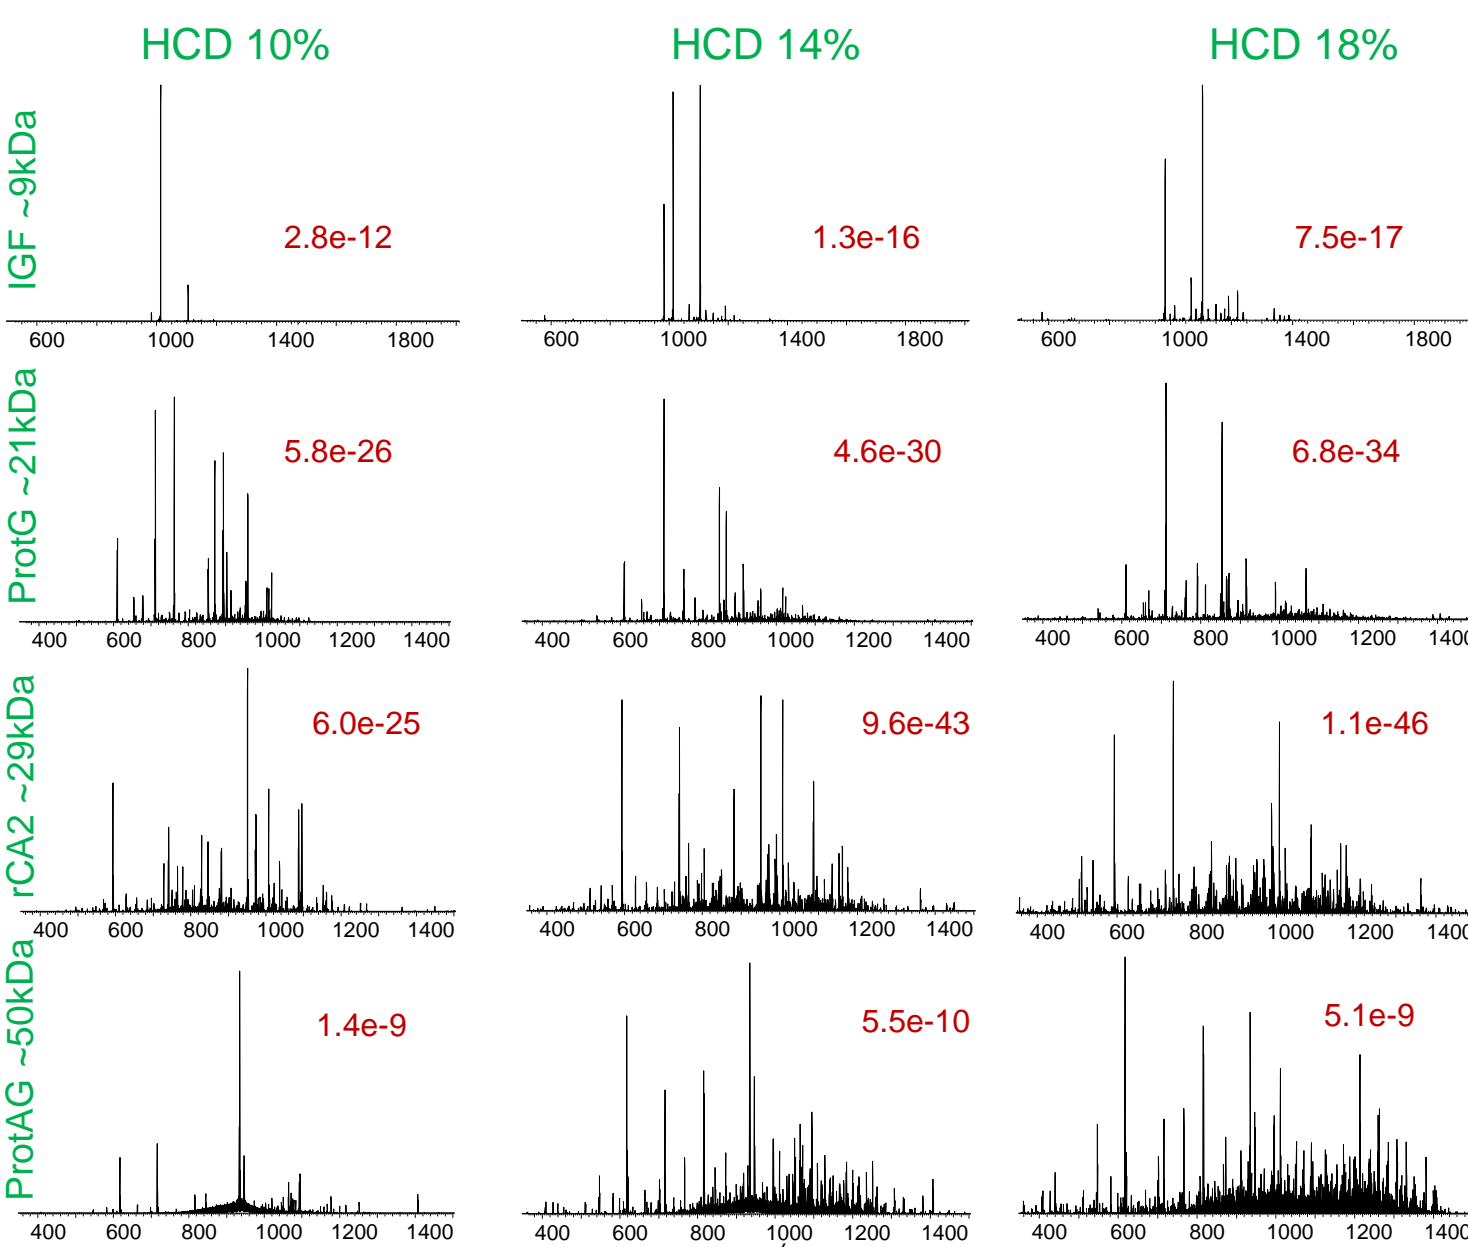 HCD 10% HCD 14% HCD 18%
IGF ~9kDa
2.8e-12 1.3e-16 7.5e-17
600 1000 1400 1800 600 1000 1400 1800 600 1000 1400 1800
ProtG ~21kDa
5.8e-26 4.6e-30 6.8e-34
400 600 800 1000 1200 1400 400 600 800 1000 1200 1400 400 600 800 1000 1200 1400
rCA2 ~29kDa
6.0e-25 9.6e-43 1.1e-46
400 600 800 1000 1200 1400 400 600 800 1000 1200 1400 400 600 800 1000 1200 1400
ProtAG ~50kDa
1.4e-9 5.5e-10 5.1e-9
400 600 800 1000 1200 1400 400 600 800 1000 1200 1400 400 600 800 1000 1200 1400